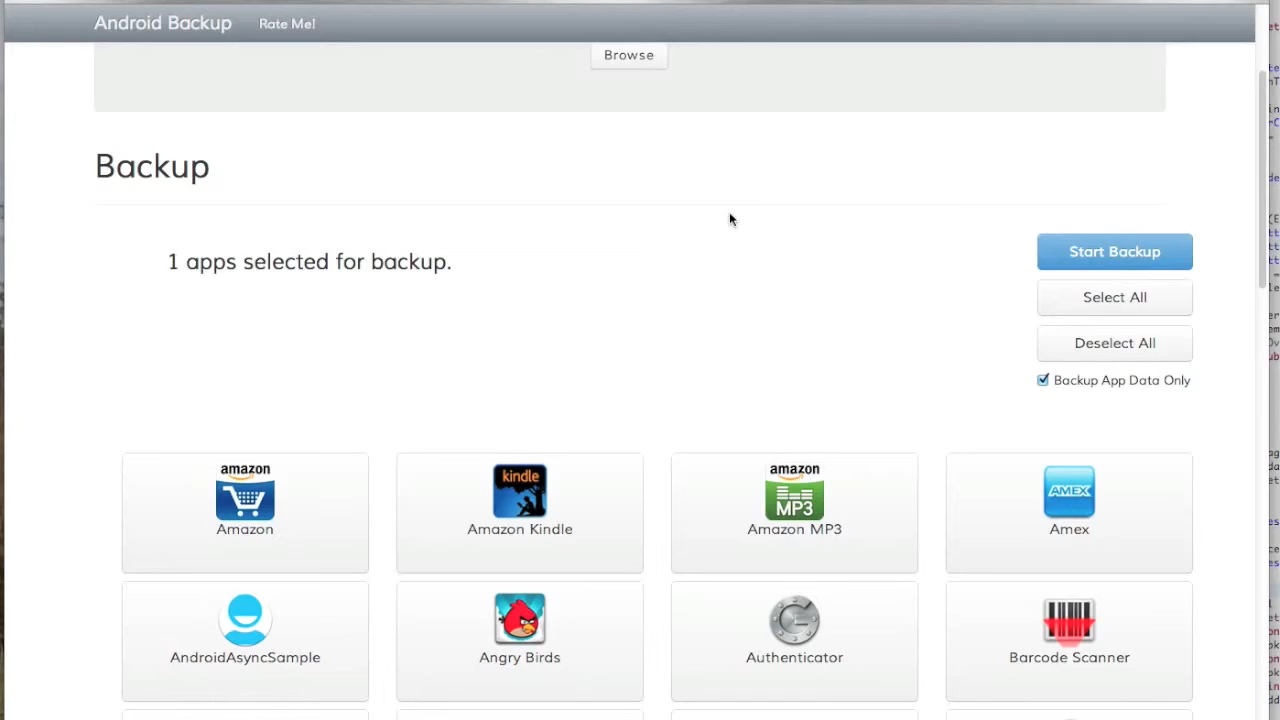 Android Backup Rate Me!
Browse
Backup
1 apps selected for backup.
Start Backup
Select All
Deselect All
Backup App Data Only
amazon
Amazon
kindle
Amazon Kindle
amazon
MP3
Amazon MP3
AMEX
Amex
AndroidAsyncSample
Angry Birds
Authenticator
Barcode Scanner